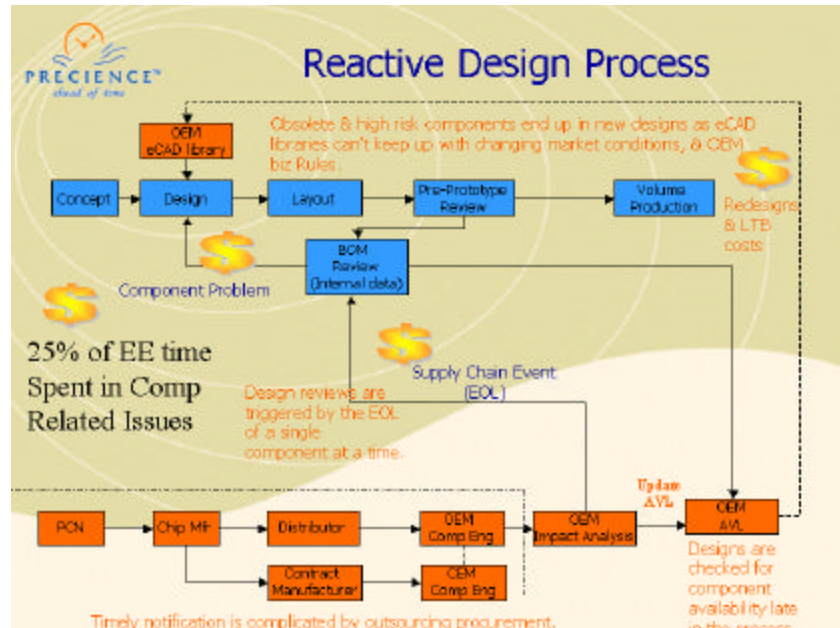 PRECIENCE™
ahead of time
Reactive Design Process
OEM
eCAD library
Obsolete & high risk components end up in new designs as eCAD
libraries can't keep up with changing market conditions, & OEM
biz Rules.
Concept
Design
Layout
Pre-Prototype
Review
Volume
Production
Redesigns
& LTB
costs
BOM
Review
(Internal data)
Component Problem
25% of EE time
Spent in Comp
Related Issues
Supply Chain Event
(EOL)
Design reviews are
triggered by the EOL
of a single
component at a time.
Update
AVL
PCN
Chip Mfr
Distributor
OEM
Comp Eng
OEM
Impact Analysis
OEM
AVL
Contract
Manufacturer
CEM
Comp Eng
Designs are
checked for
component
availability late
in the process
Timely notification is complicated by outsourcing procurement.